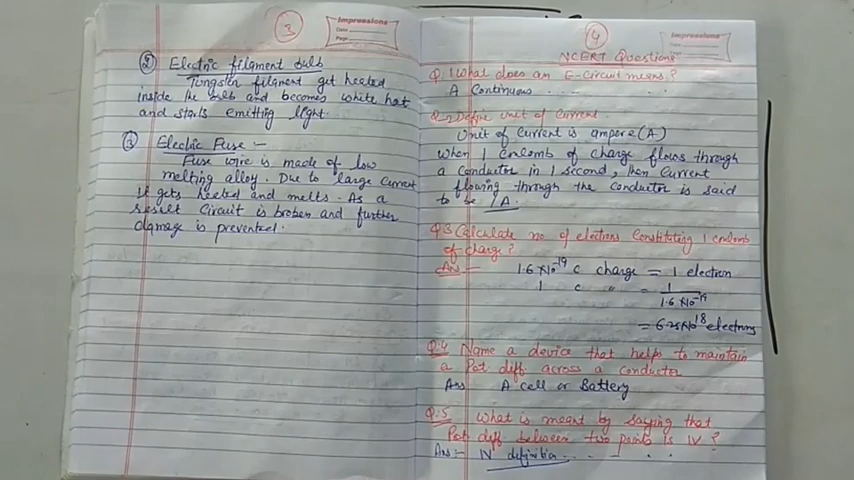 3
Impressions
Date
Page
② Electric filament bulb
Tungsten filament get heated
inside the bulb and becomes white hot
and starts emitting light.
③ Electric Fuse :-
Fuse wire is made of low
melting alloy. Due to large current
it gets heated and melts. As a
result circuit is broken and further
damage is prevented.
4
Impressions
NCERT Questions
Q.1 What does an E-Circuit means?
A Continuous ... . .
Q.2 Define Unit of Current.
Unit of Current is ampere (A)
When 1 coulomb of charge flows through
a conductor in 1 second, then current
flowing through the conductor is said
to be 1A.
Q.3 Calculate no of electrons Constituting 1 coulomb
of charge?
Ans :- 1.6×10⁻¹⁹ c charge = 1 electron
1 c " = 1/1.6×10⁻¹⁹
= 6.25×10¹⁸ electrons
Q.4 Name a device that helps to maintain
a Pot diff across a conductor
Ans A cell or Battery
Q.5 What is meant by saying that
Pot diff between two points is 1V?
Ans :- 1V definition . . . - . .